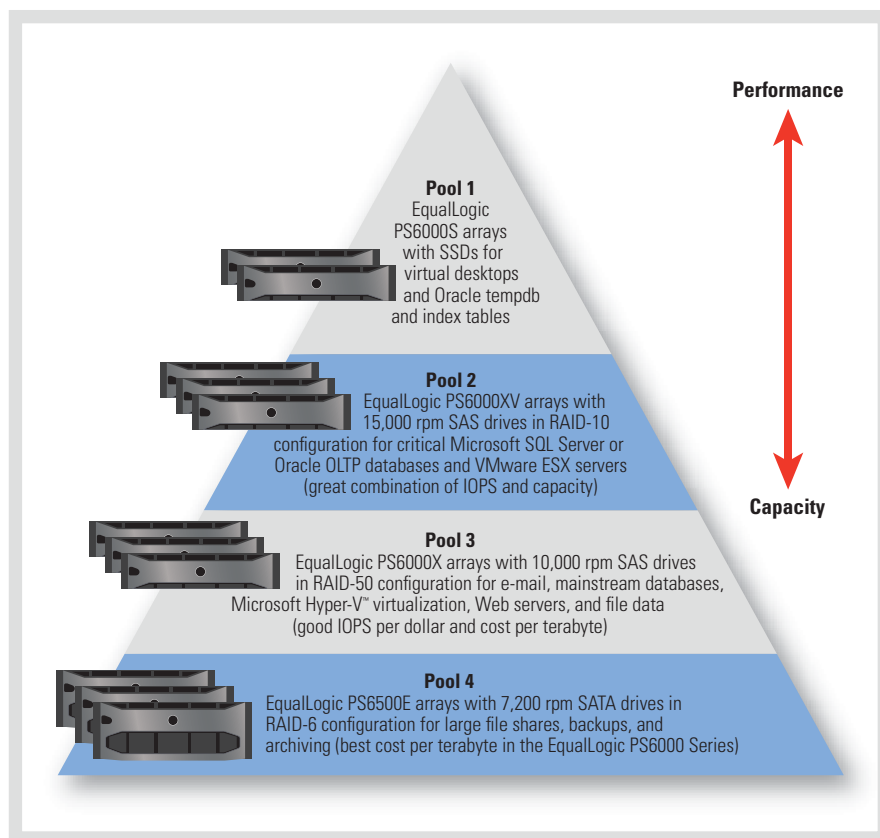 Performance
Pool 1
EqualLogic
PS6000S arrays
with SSDs for
virtual desktops
and Oracle tempdb
and index tables
Pool 2
EqualLogic PS6000XV arrays with
15,000 rpm SAS drives in RAID-10
configuration for critical Microsoft SQL Server or
Oracle OLTP databases and VMware ESX servers
(great combination of IOPS and capacity)
Capacity
Pool 3
EqualLogic PS6000X arrays with 10,000 rpm SAS drives
in RAID-50 configuration for e-mail, mainstream databases,
Microsoft Hyper-V™ virtualization, Web servers, and file data
(good IOPS per dollar and cost per terabyte)
Pool 4
EqualLogic PS6500E arrays with 7,200 rpm SATA drives in
RAID-6 configuration for large file shares, backups, and
archiving (best cost per terabyte in the EqualLogic PS6000 Series)